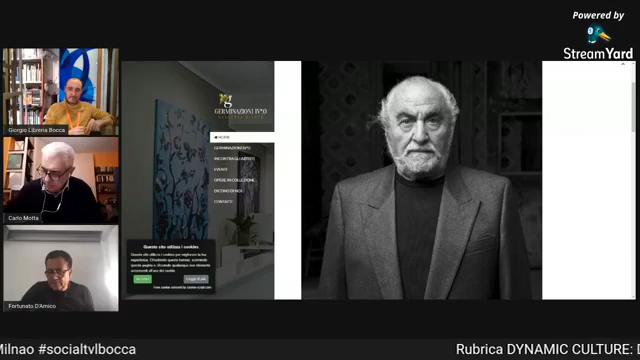 Powered by
StreamYard
Giorgio Libreria Bocca
Carlo Motta
Fortunato D'Amico
GERMINAZIONI
HOME
INCONTRA GLI ARTISTI
EVENTI
OPERE IN COLLEZIONE
DICONO DI NOI
CONTATTI
Questo sito utilizza i cookies
Milnao #socialtvlbocca
Rubrica DYNAMIC CULTURE: D